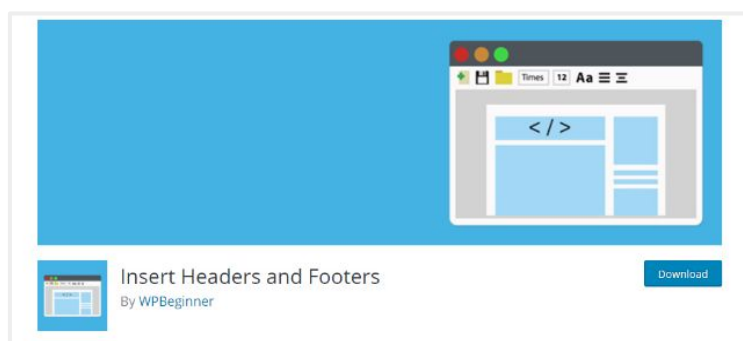 Times 12 Aa
</>
Insert Headers and Footers
Download
By WPBeginner